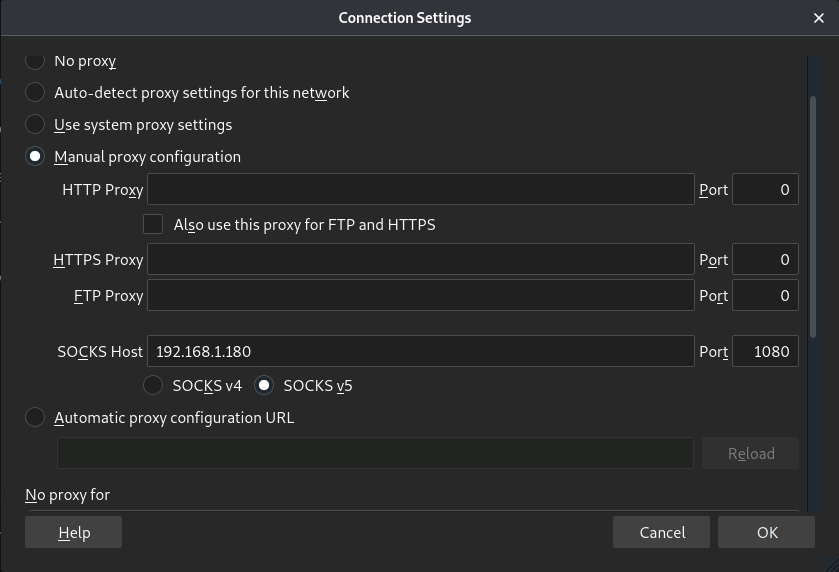 Connection Settings
No proxy
Auto-detect proxy settings for this network
Use system proxy settings
Manual proxy configuration
HTTP Proxy Port 0
Also use this proxy for FTP and HTTPS
HTTPS Proxy Port 0
FTP Proxy Port 0
SOCKS Host 192.168.1.180 Port 1080
SOCKS v4 SOCKS v5
Automatic proxy configuration URL
Reload
No proxy for
Help Cancel OK